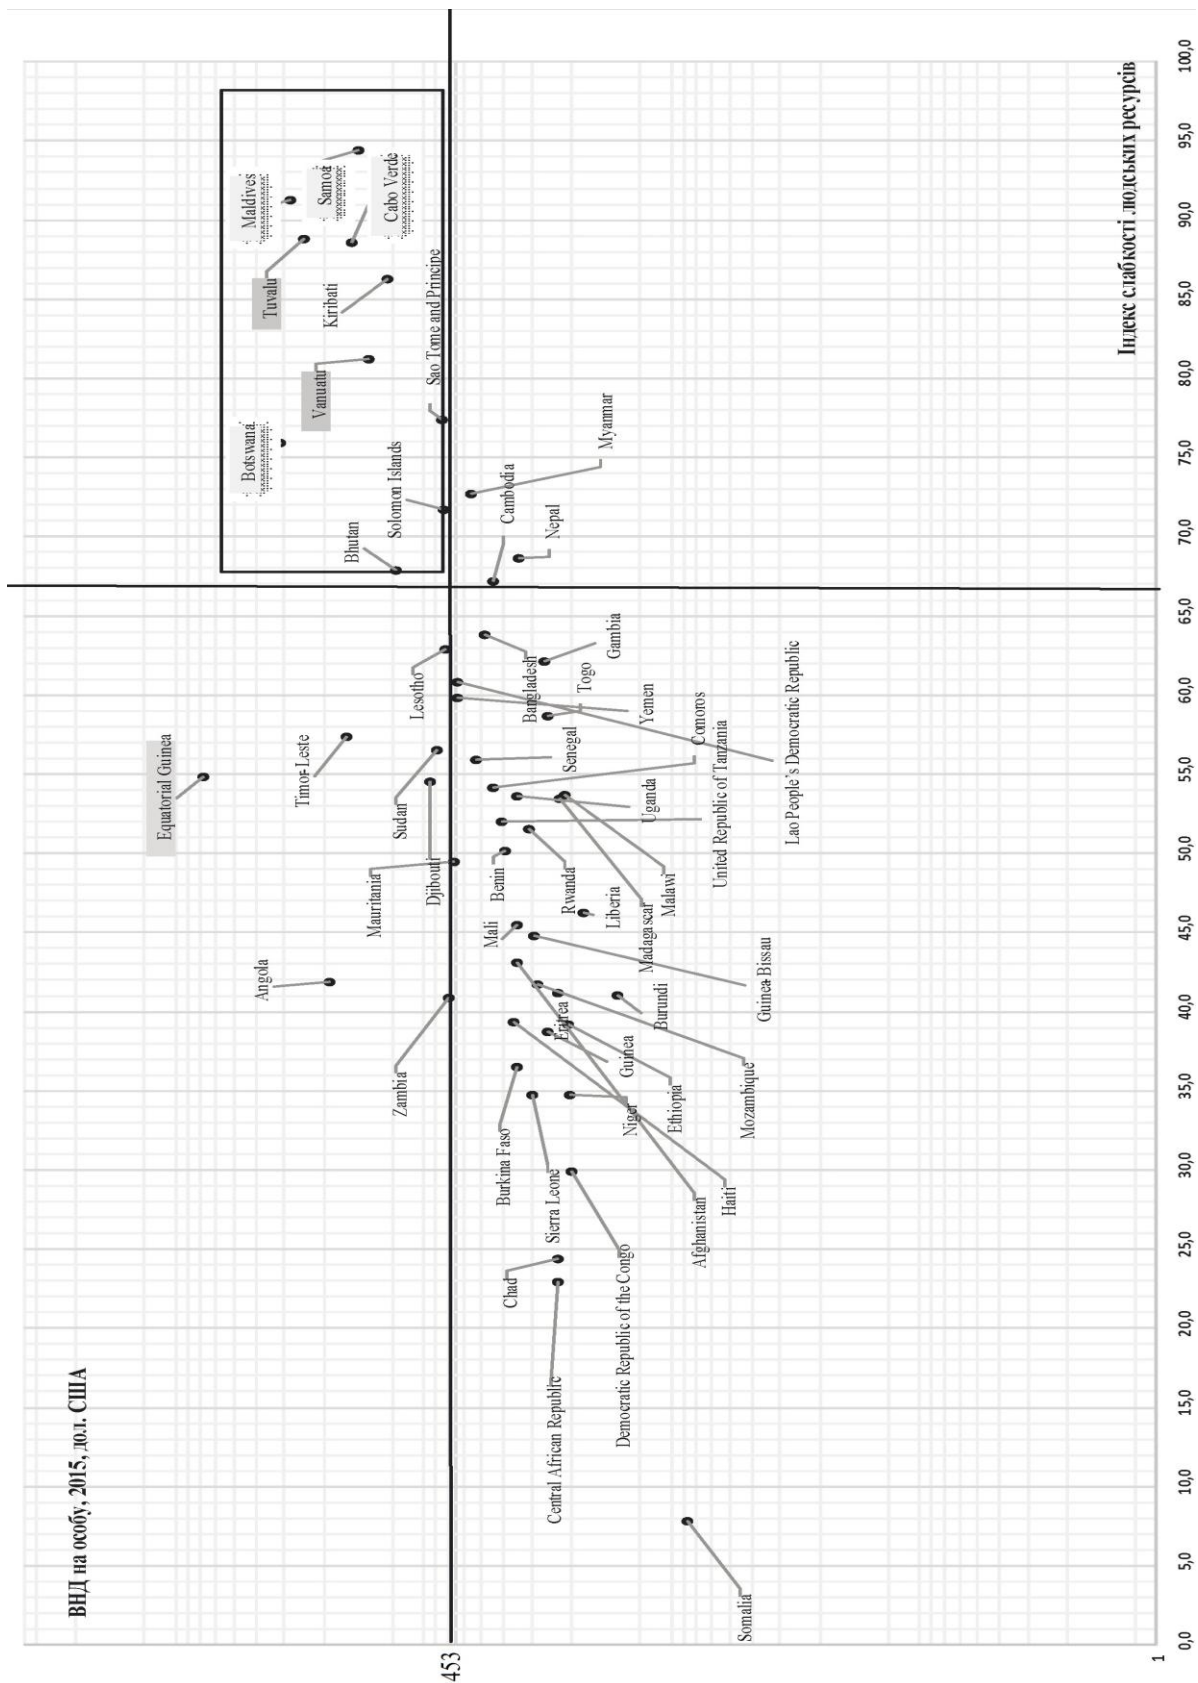 ВНД на особу, 2015, дол. США
Equatorial Guinea
Angola
Timor-Leste
Mauritania
Zambia
Sudan
Djibouti
Lesotho
Botswana
Maldives
Tuvalu
Samoa
Vanuatu
Kiribati
Cabo Verde
Bhutan
Solomon Islands
Sao Tome and Principe
453
Chad
Burkina Faso
Mali
Benin
Bangladesh
Cambodia
Central African Republic
Sierra Leone
Eritrea
Rwanda
Senegal
Togo
Nepal
Democratic Republic of the Congo
Niger
Guinea
Liberia
Gambia
Myanmar
Ethiopia
Burundi
Madagascar
Malawi
Uganda
Yemen
Somalia
Afghanistan
Haiti
Mozambique
Guinea-Bissau
United Republic of Tanzania
Comoros
Lao People's Democratic Republic
Індекс слабкості людських ресурсів
1
0,0
5,0
10,0
15,0
20,0
25,0
30,0
35,0
40,0
45,0
50,0
55,0
60,0
65,0
70,0
75,0
80,0
85,0
90,0
95,0
100,0